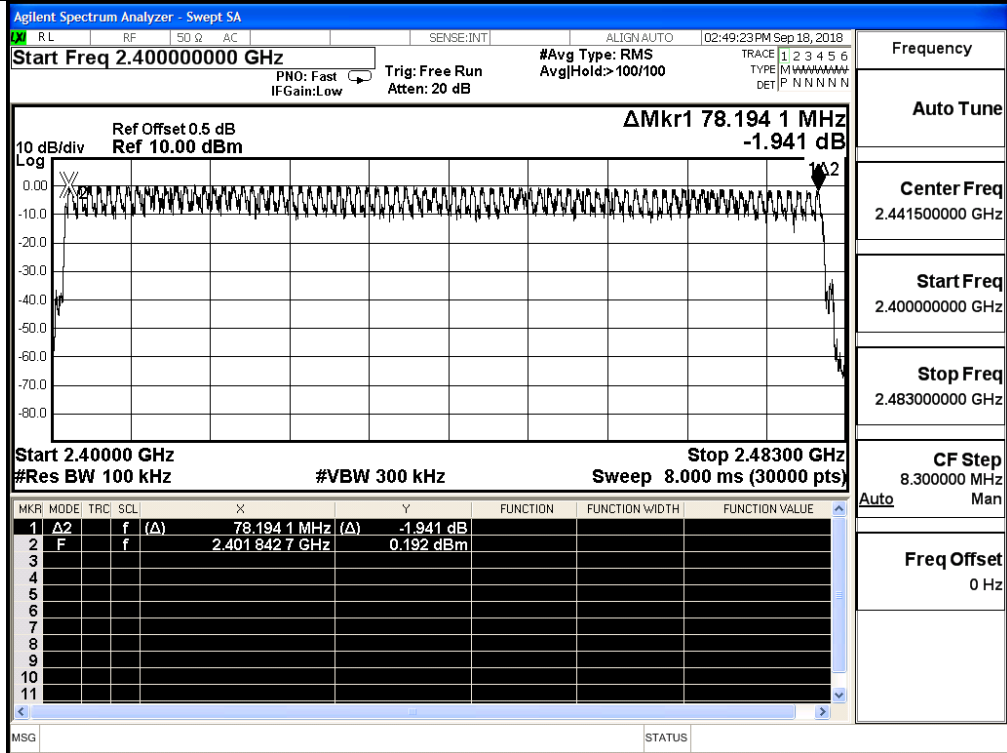 Agilent Spectrum Analyzer - Swept SA
LXI RL RF 50 Ω AC SENSE:INT ALIGN AUTO 02:49:23 PM Sep 18, 2018
Start Freq 2.400000000 GHz
PNO: Fast
IFGain:Low
Trig: Free Run
Atten: 20 dB
#Avg Type: RMS
Avg|Hold:> 100/100
TRACE 1 2 3 4 5 6
TYPE MWWWWW
DET P N N N N N
Ref Offset 0.5 dB
10 dB/div Ref 10.00 dBm
Log
ΔMkr1 78.194 1 MHz
-1.941 dB
1Δ2
X2
0.00
-10.0
-20.0
-30.0
-40.0
-50.0
-60.0
-70.0
-80.0
Start 2.40000 GHz Stop 2.48300 GHz
#Res BW 100 kHz #VBW 300 kHz Sweep 8.000 ms (30000 pts)
MKR MODE TRC SCL X Y FUNCTION FUNCTION WIDTH FUNCTION VALUE
1 Δ2 f (Δ) 78.194 1 MHz (Δ) -1.941 dB
2 F f 2.401 842 7 GHz 0.192 dBm
3
4
5
6
7
8
9
10
11
MSG STATUS
Frequency
Auto Tune
Center Freq
2.441500000 GHz
Start Freq
2.400000000 GHz
Stop Freq
2.483000000 GHz
CF Step
8.300000 MHz
Auto Man
Freq Offset
0 Hz